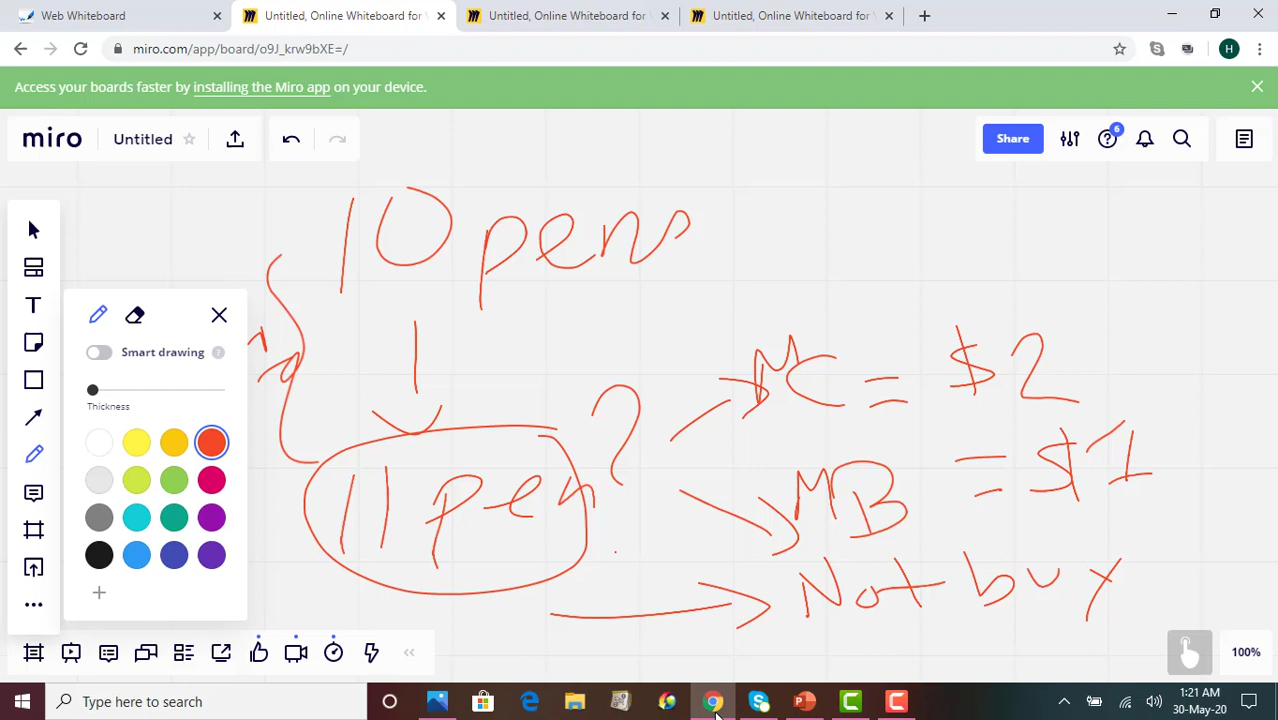 Web Whiteboard
Untitled, Online Whiteboard for V
Untitled, Online Whiteboard for V
Untitled, Online Whiteboard for V
miro.com/app/board/o9J_krw9bXE=/
H
Access your boards faster by installing the Miro app on your device.
miro
Untitled
Share
6
10 pens
Smart drawing
Thickness
MC = $2
11 pen ?
MB = $1
Not buy
100%
Type here to search
1:21 AM
30-May-20